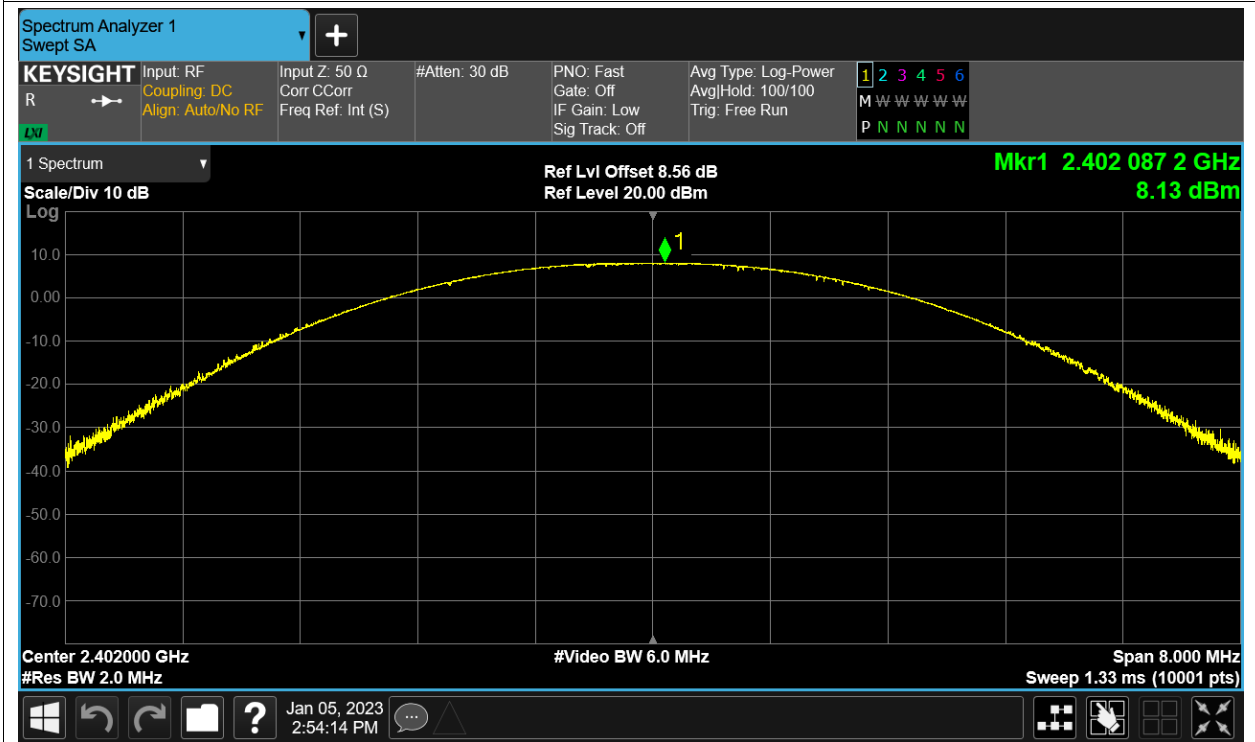 Spectrum Analyzer 1
Swept SA
KEYSIGHT
R
LXI
Input: RF
Coupling: DC
Align: Auto/No RF
Input Z: 50 Ω
Corr CCorr
Freq Ref: Int (S)
#Atten: 30 dB
PNO: Fast
Gate: Off
IF Gain: Low
Sig Track: Off
Avg Type: Log-Power
Avg|Hold: 100/100
Trig: Free Run
1 2 3 4 5 6
M W W W W W
P N N N N N
1 Spectrum
Scale/Div 10 dB
Log
Ref Lvl Offset 8.56 dB
Ref Level 20.00 dBm
Mkr1 2.402 087 2 GHz
8.13 dBm
1
10.0
0.00
-10.0
-20.0
-30.0
-40.0
-50.0
-60.0
-70.0
Center 2.402000 GHz
#Res BW 2.0 MHz
#Video BW 6.0 MHz
Span 8.000 MHz
Sweep 1.33 ms (10001 pts)
?
Jan 05, 2023
2:54:14 PM